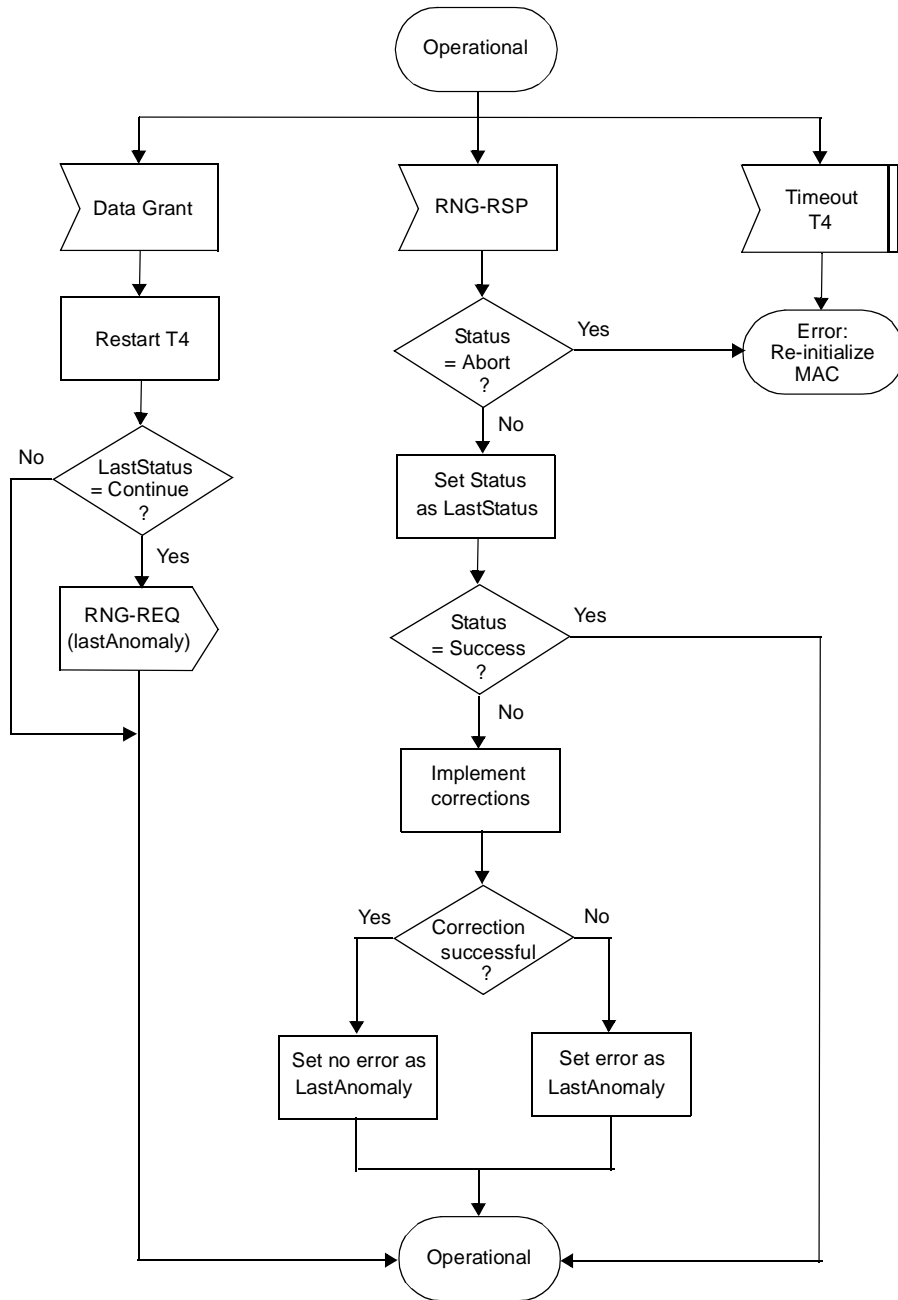 Operational
Data Grant
RNG-RSP
Timeout
T4
Restart T4
Status
= Abort
?
Yes
Error:
Re-initialize
MAC
No
No
LastStatus
= Continue
?
Set Status
as LastStatus
Yes
RNG-REQ
(lastAnomaly)
Status
= Success
?
Yes
No
Implement
corrections
Yes
Correction
successful
?
No
Set no error as
LastAnomaly
Set error as
LastAnomaly
Operational